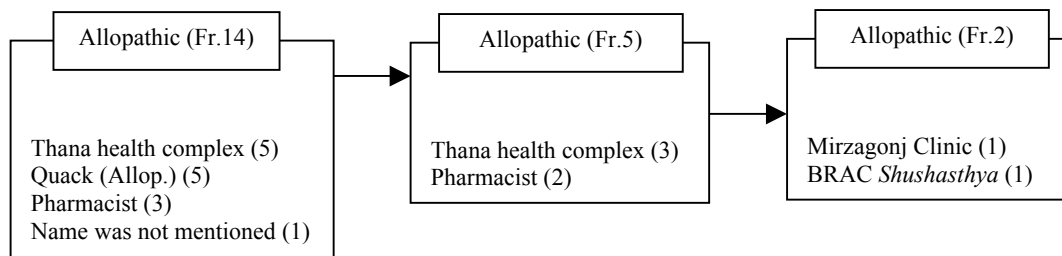 Allopathic (Fr.14)
Thana health complex (5)
Quack (Allop.) (5)
Pharmacist (3)
Name was not mentioned (1)
Allopathic (Fr.5)
Thana health complex (3)
Pharmacist (2)
Allopathic (Fr.2)
Mirzagonj Clinic (1)
BRAC Shushasthya (1)